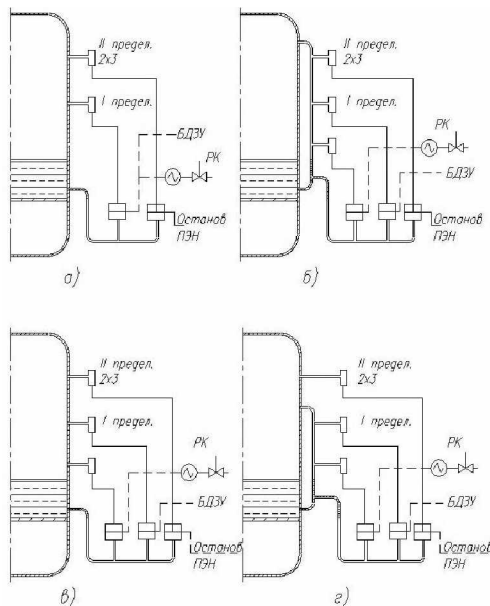 II предел.
2х3
I предел.
БДЗУ
РК
Останов
ПЭН
а)
II предел.
2х3
I предел.
РК
БДЗУ
Останов
ПЭН
б)
II предел.
2х3
I предел.
РК
БДЗУ
Останов
ПЭН
в)
II предел.
2х3
I предел.
РК
БДЗУ
Останов
ПЭН
г)